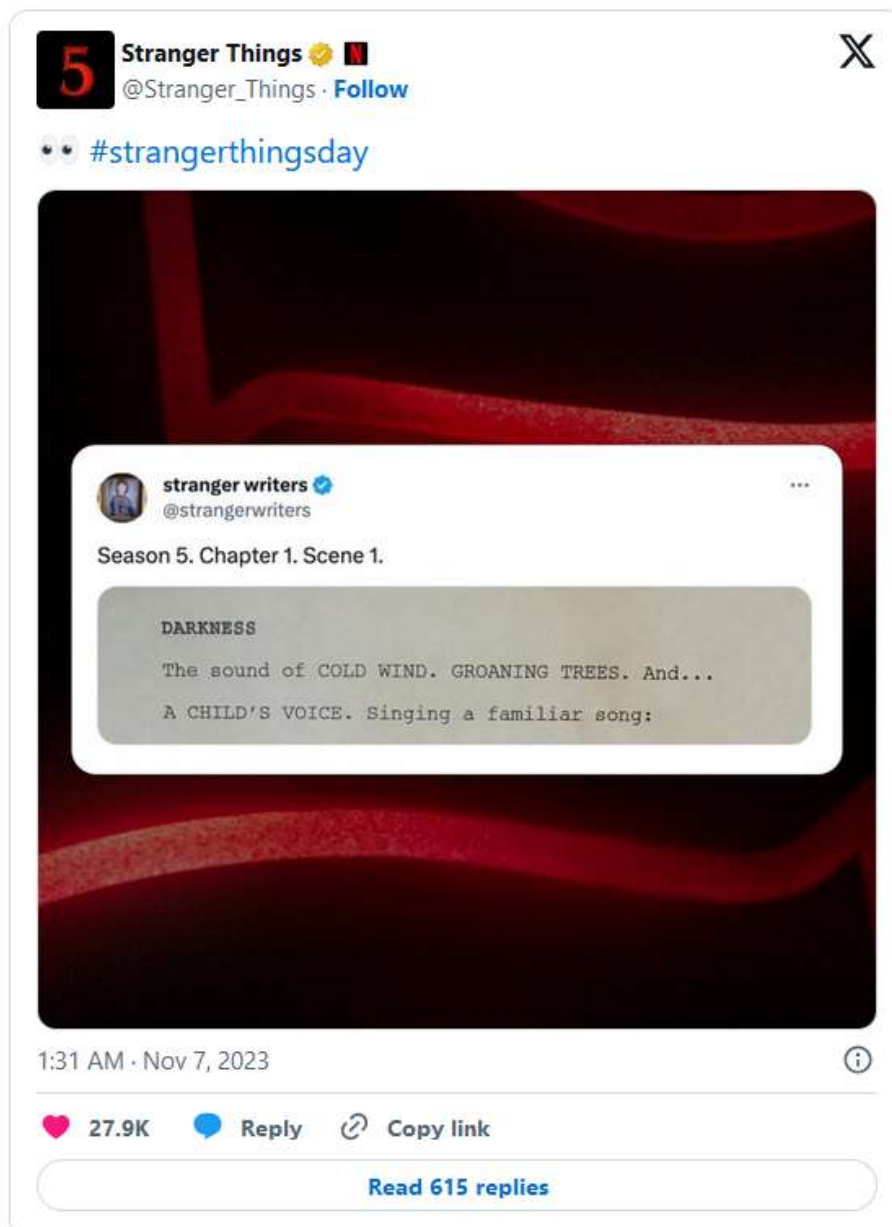 5
Stranger Things N
@Stranger_Things · Follow
X
👀 #strangerthingsday
stranger writers
@strangerwriters
...
Season 5. Chapter 1. Scene 1.
DARKNESS
The sound of COLD WIND. GROANING TREES. And...
A CHILD'S VOICE. Singing a familiar song:
1:31 AM · Nov 7, 2023
27.9K Reply Copy link
Read 615 replies